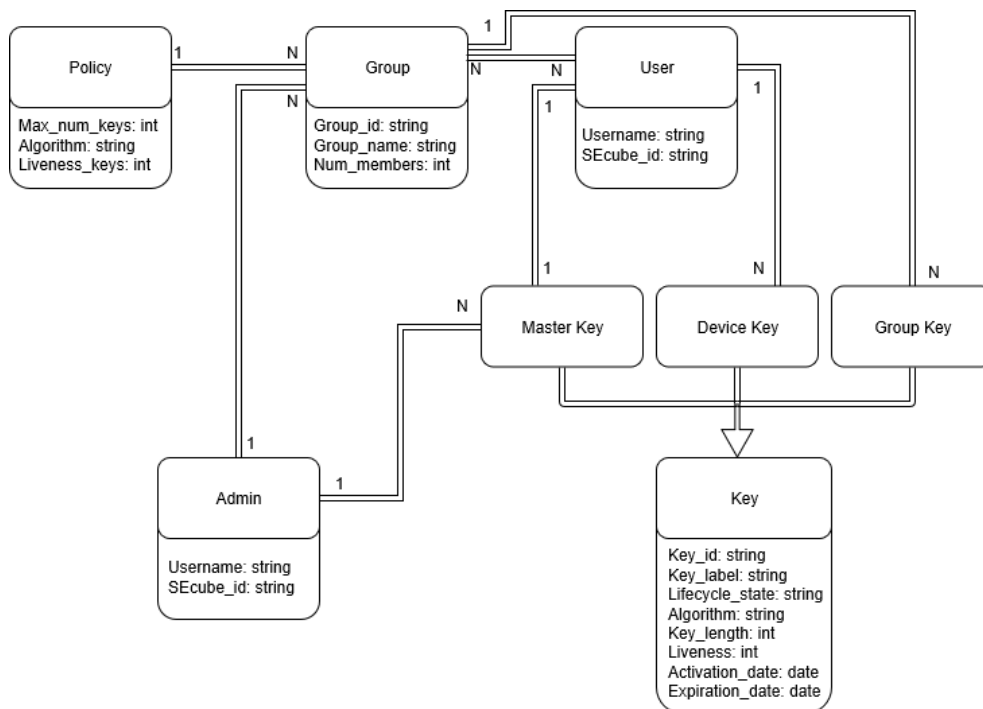 Policy
Max_num_keys: int
Algorithm: string
Liveness_keys: int
1
N
Group
Group_id: string
Group_name: string
Num_members: int
N
1
N
N
User
Username: string
SEcube_id: string
1
1
1
N
N
Master Key
Device Key
Group Key
N
1
1
Admin
Username: string
SEcube_id: string
Key
Key_id: string
Key_label: string
Lifecycle_state: string
Algorithm: string
Key_length: int
Liveness: int
Activation_date: date
Expiration_date: date